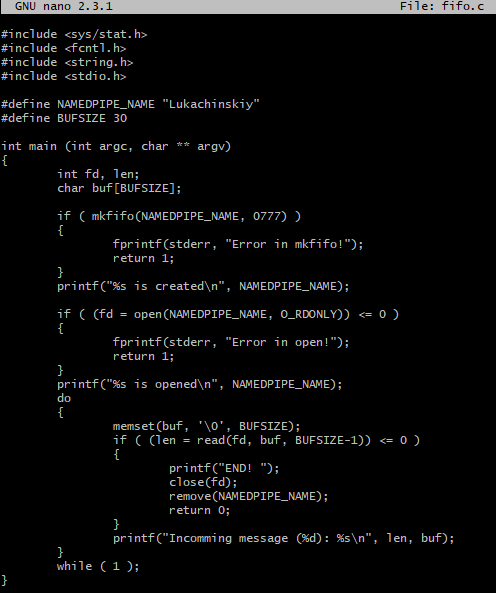 GNU nano 2.3.1 File: fifo.c
#include <sys/stat.h>
#include <fcntl.h>
#include <string.h>
#include <stdio.h>
#define NAMEDPIPE_NAME "Lukachinskiy"
#define BUFSIZE 30
int main (int argc, char ** argv)
{
int fd, len;
char buf[BUFSIZE];
if ( mkfifo(NAMEDPIPE_NAME, 0777) )
{
fprintf(stderr, "Error in mkfifo!");
return 1;
}
printf("%s is created\n", NAMEDPIPE_NAME);
if ( (fd = open(NAMEDPIPE_NAME, O_RDONLY)) <= 0 )
{
fprintf(stderr, "Error in open!");
return 1;
}
printf("%s is opened\n", NAMEDPIPE_NAME);
do
{
memset(buf, '\0', BUFSIZE);
if ( (len = read(fd, buf, BUFSIZE-1)) <= 0 )
{
printf("END! ");
close(fd);
remove(NAMEDPIPE_NAME);
return 0;
}
printf("Incomming message (%d): %s\n", len, buf);
}
while ( 1 );
}